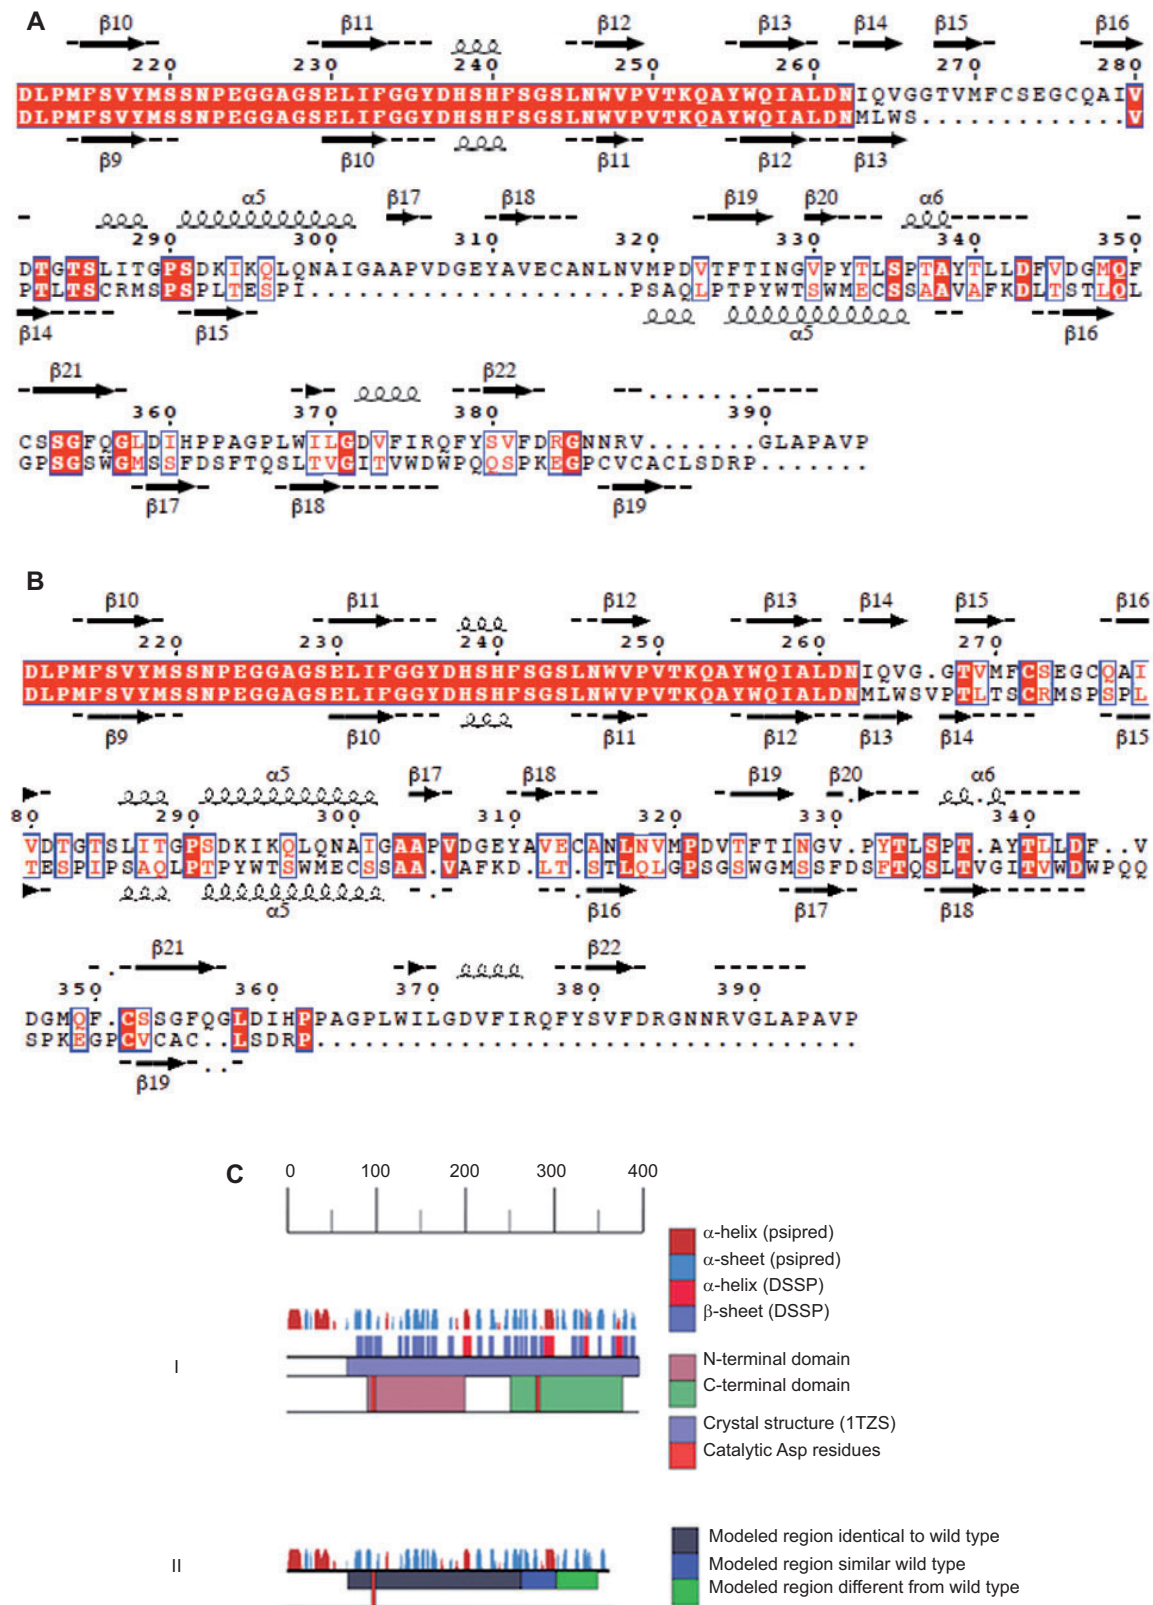 A
β10 β11 β12 β13 β14 β15 β16
220 230 240 250 260 270 280
DLPMFSVYMSSNPEGGAGSELIFGGYDHSHFSGSLNWVPVTKQAYWQIALDNIQVGGTVMFCSEGCQAIV
DLPMFSVYMSSNPEGGAGSELIFGGYDHSHFSGSLNWVPVTKQAYWQIALDNMLWS.............V
β9 β10 β11 β12 β13
α5 β17 β18 β19 β20 α6
290 300 310 320 330 340 350
DTGTSLITGPSDKIKQLQNAIGAAPVDGEYAVECANLNVMPDVTFTINGVPYTLSPTAYTLLDFVDGMQF
PTLTSCRMSPSPLTESPI....................PSAQLPTPYWTSWMECSSAAVAFKDLTSTLQL
β14 β15 α5 β16
β21 β22
360 370 380 390
CSSGFQGLDIHPPAGPLWILGDVFIRQFYSVFDRGNNRV.......GLAPAVP
GPSGSWGMSSFDSFTQSLTVGITVWDWPQQSPKEGPCVCACLSDRP.......
β17 β18 β19
B
β10 β11 β12 β13 β14 β15 β16
220 230 240 250 260 270
DLPMFSVYMSSNPEGGAGSELIFGGYDHSHFSGSLNWVPVTKQAYWQIALDNIQVG.GTVMFCSEGCQAI
DLPMFSVYMSSNPEGGAGSELIFGGYDHSHFSGSLNWVPVTKQAYWQIALDNMLWSVPTLTSCRMSPSPL
β9 β10 β11 β12 β13 β14 β15
α5 β17 β18 β19 β20 α6
80 290 300 310 320 330 340
VDTGTSLITGPSDKIKQLQNAIGAAPVDGEYAVECANLNVMPDVTFTINGV.PYTLSPT.AYTLLDF..V
TESPIPSAQLPTPYWTSWMECSSAA.VAFKD.LT.STLQLGPSGSWGMSSFDSFTQSLTVGITVWDWPQQ
α5 β16 β17 β18
β21 β22
350 360 370 380 390
DGMQF.CSSGFQGLDIHPPAGPLWILGDVFIRQFYSVFDRGNNRVGLAPAVP
SPKEGPCVCAC..LSDRP..................................
β19
C
0 100 200 300 400
α-helix (psipred)
α-sheet (psipred)
α-helix (DSSP)
β-sheet (DSSP)
I
N-terminal domain
C-terminal domain
Crystal structure (1TZS)
Catalytic Asp residues
II
Modeled region identical to wild type
Modeled region similar wild type
Modeled region different from wild type